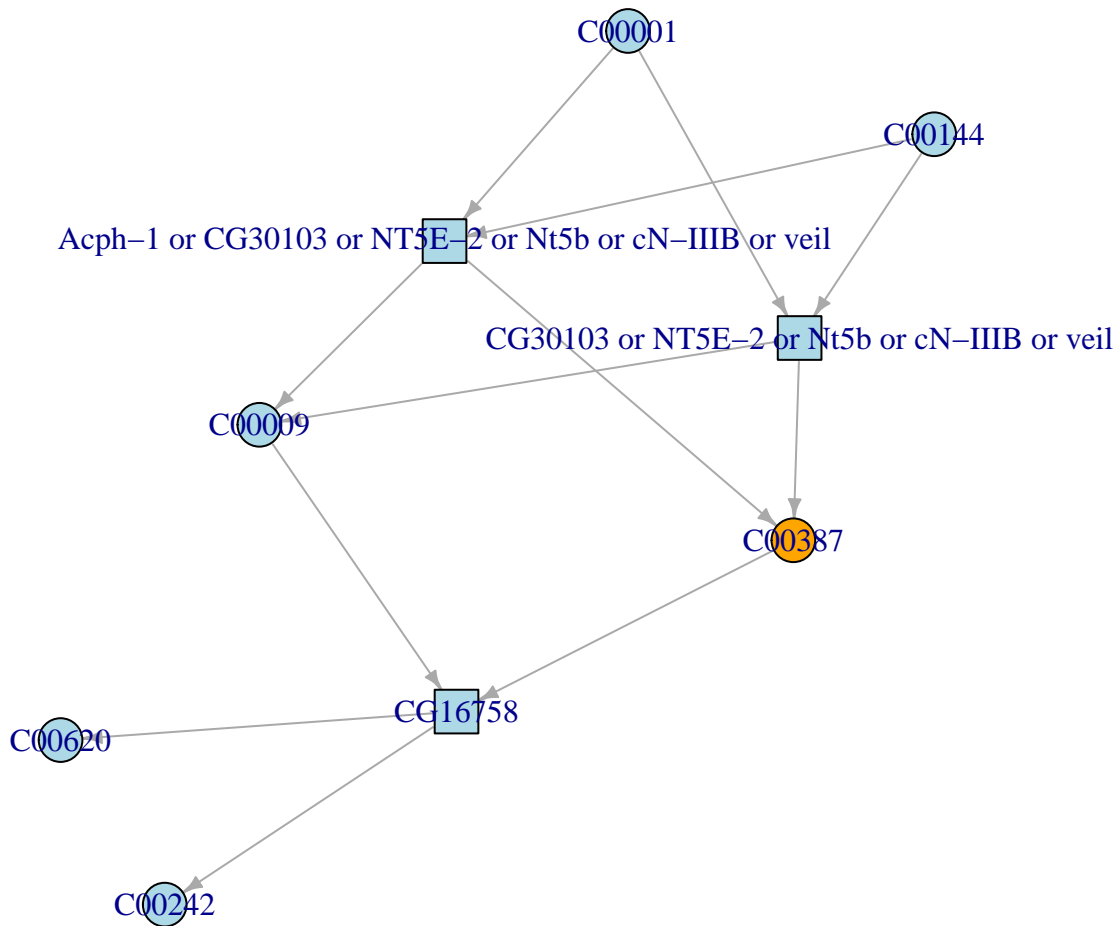 C00001
C00144
Acph−1 or CG30103 or NT5E−2 or Nt5b or cN−IIIB or veil
CG30103 or NT5E−2 or Nt5b or cN−IIIB or veil
C00009
C00387
CG16758
C00620
C00242